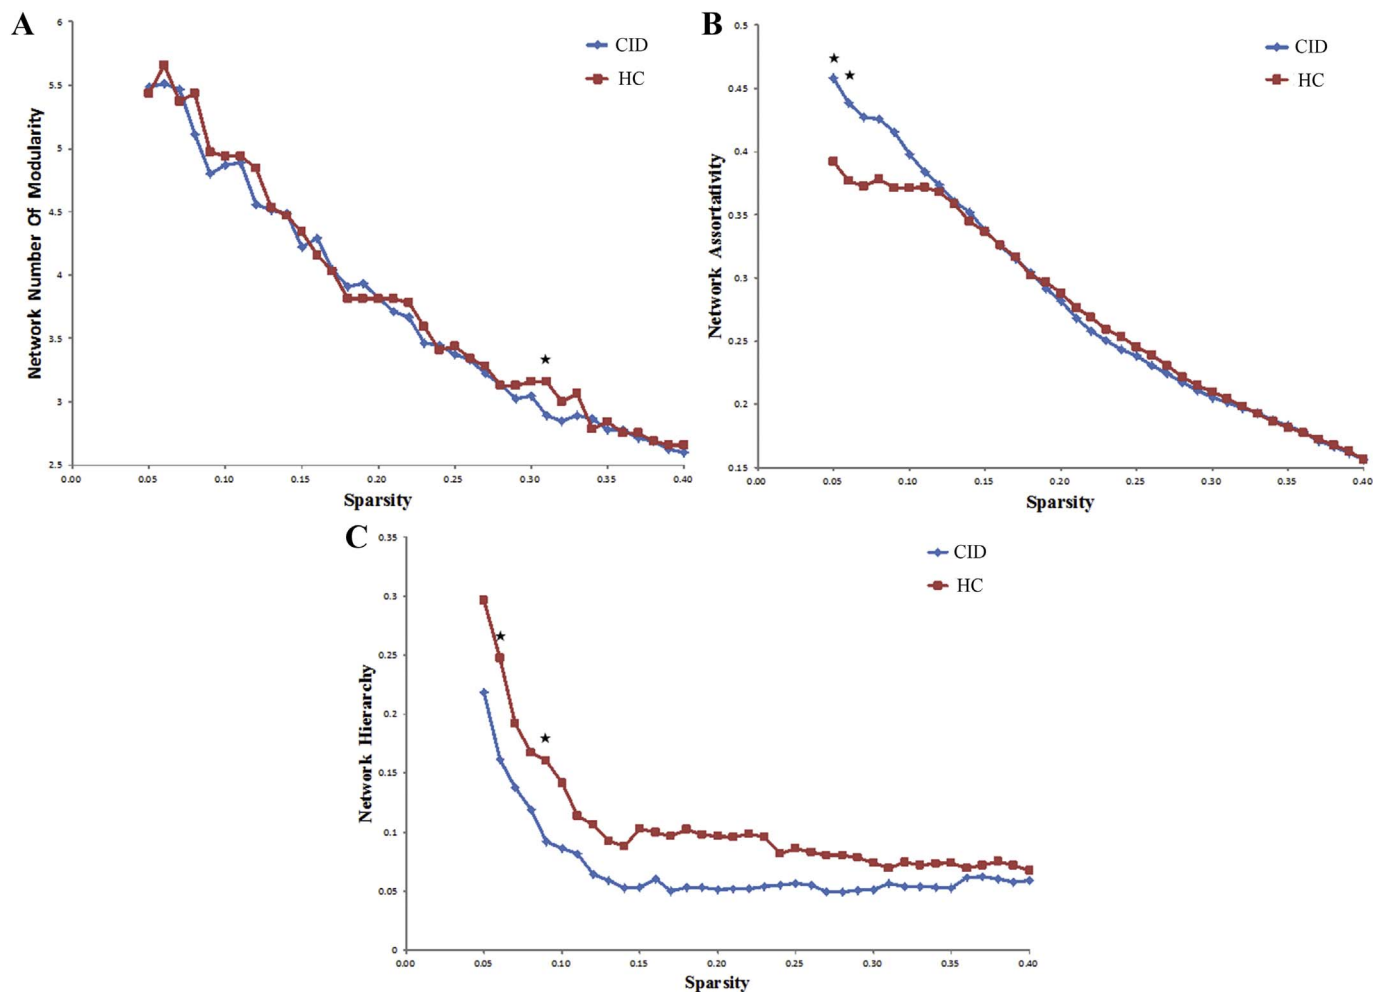 A
6
5.5
5
4.5
4
3.5
3
2.5
Network Number Of Modularity
CID
HC
0.00 0.05 0.10 0.15 0.20 0.25 0.30 0.35 0.40
Sparsity
B
0.5
0.45
0.4
0.35
0.3
0.25
0.2
0.15
Network Assortativity
CID
HC
0.00 0.05 0.10 0.15 0.20 0.25 0.30 0.35 0.40
Sparsity
C
0.35
0.3
0.25
0.2
0.15
0.1
0.05
0
Network Hierarchy
CID
HC
0.00 0.05 0.10 0.15 0.20 0.25 0.30 0.35 0.40
Sparsity